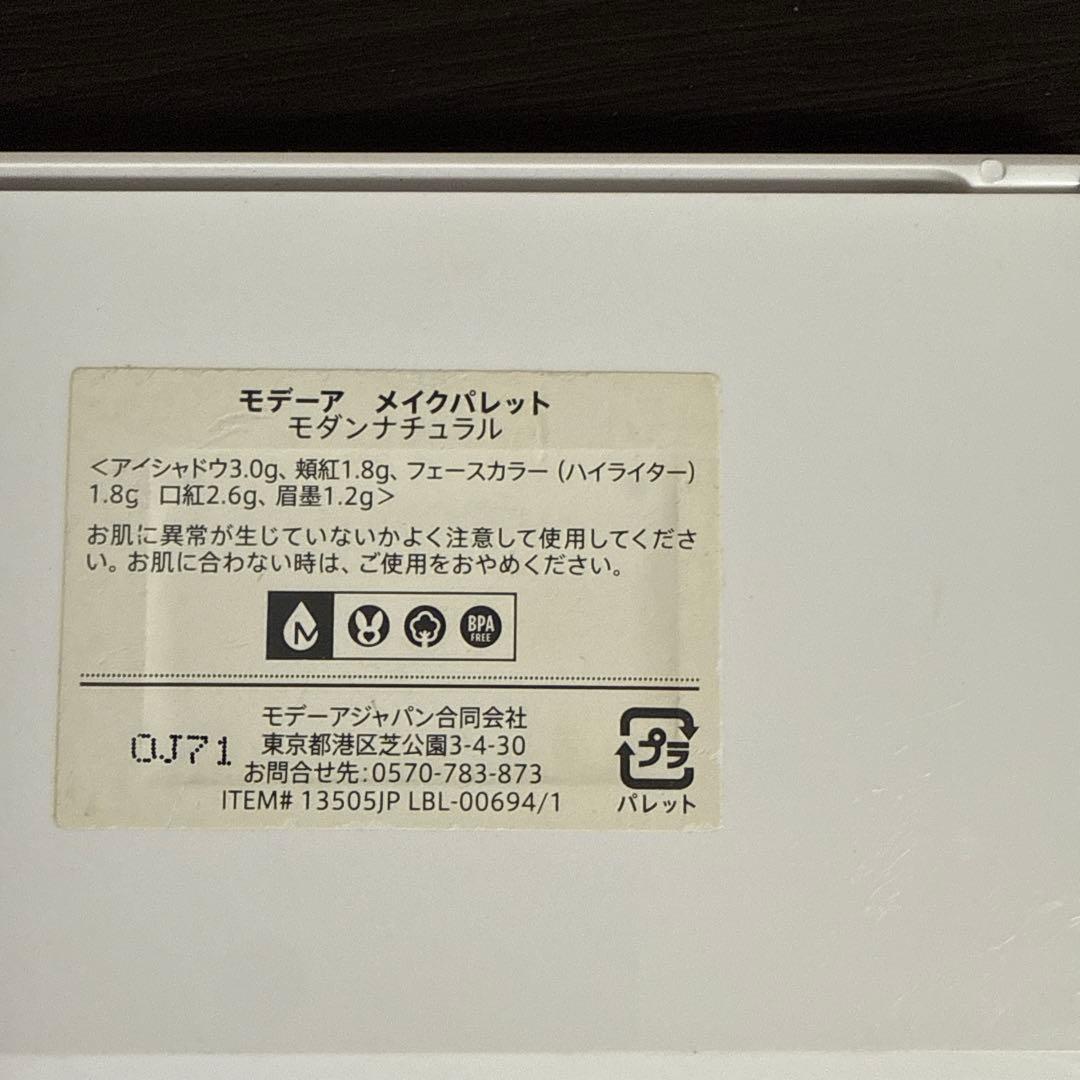 モデーア メイクパレット
モダンナチュラル
＜アイシャドウ3.0g、頬紅1.8g、フェースカラー（ハイライター）
1.8g 口紅2.6g、眉墨1.2g＞
お肌に異常が生じていないかよく注意して使用してくださ
い。お肌に合わない時は、ご使用をおやめください。
BPA
FREE
モデーアジャパン合同会社
東京都港区芝公園3-4-30
OJ71
お問合せ先：0570-783-873
ITEM# 13505JP LBL-00694/1
プラ
パレット